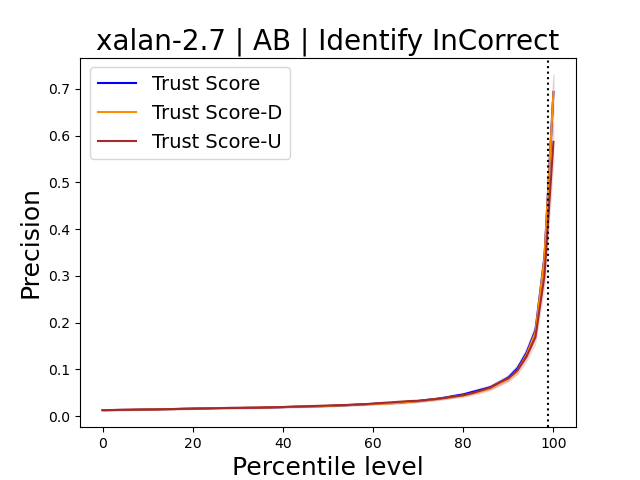 xalan-2.7 | AB | Identify InCorrect
Trust Score
Trust Score-D
Trust Score-U
Precision
0.7
0.6
0.5
0.4
0.3
0.2
0.1
0.0
0 20 40 60 80 100
Percentile level